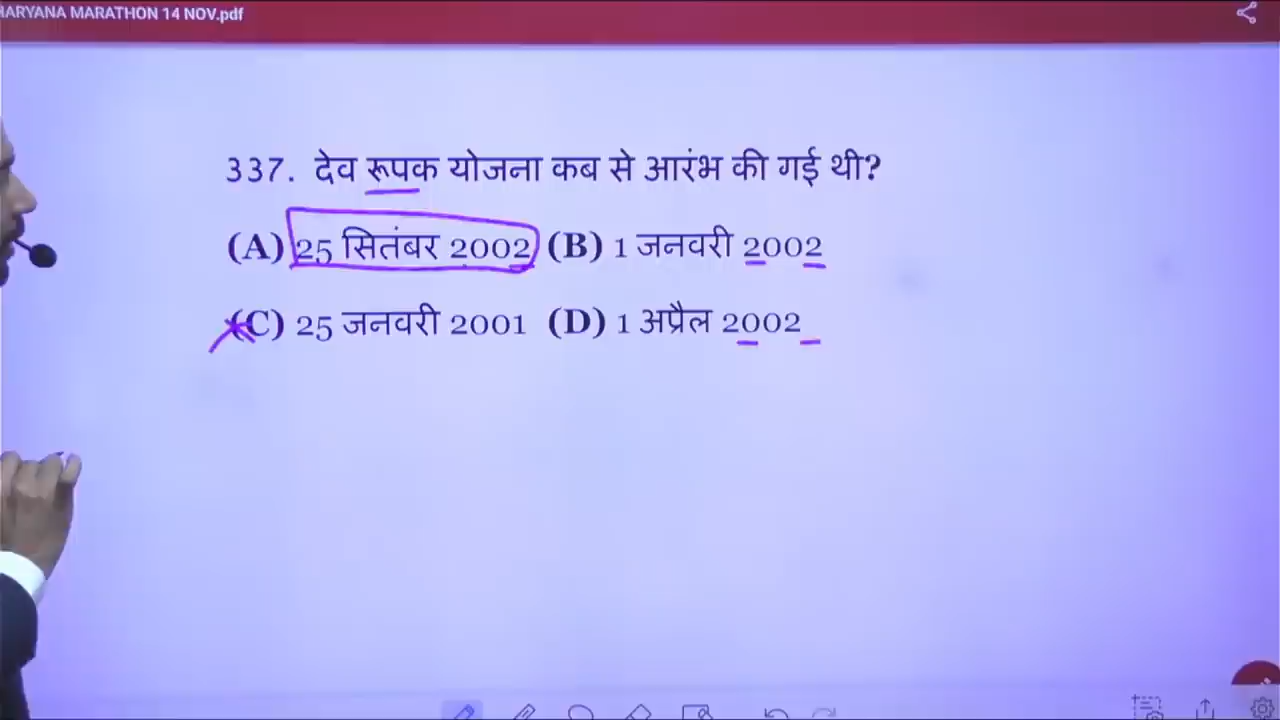 HARYANA MARATHON 14 NOV.pdf
337. देव रूपक योजना कब से आरंभ की गई थी?
(A) 25 सितंबर 2002 (B) 1 जनवरी 2002
(C) 25 जनवरी 2001 (D) 1 अप्रैल 2002